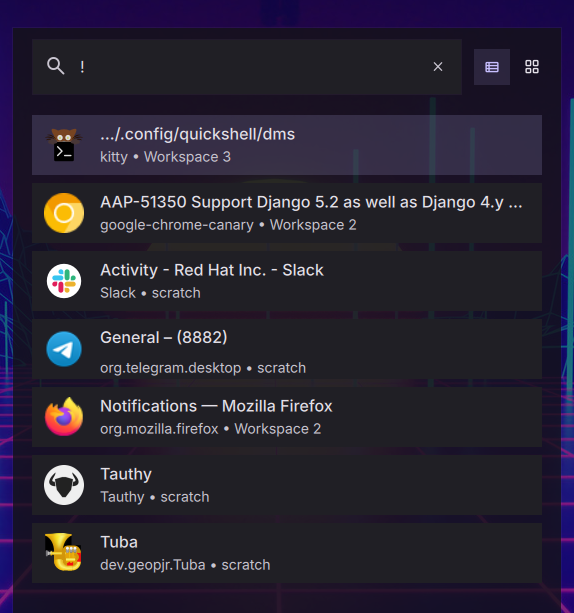 !
.../.config/quickshell/dms
kitty • Workspace 3
AAP-51350 Support Django 5.2 as well as Django 4.y ...
google-chrome-canary • Workspace 2
Activity - Red Hat Inc. - Slack
Slack • scratch
General – (8882)
org.telegram.desktop • scratch
Notifications — Mozilla Firefox
org.mozilla.firefox • Workspace 2
Tauthy
Tauthy • scratch
Tuba
dev.geopjr.Tuba • scratch